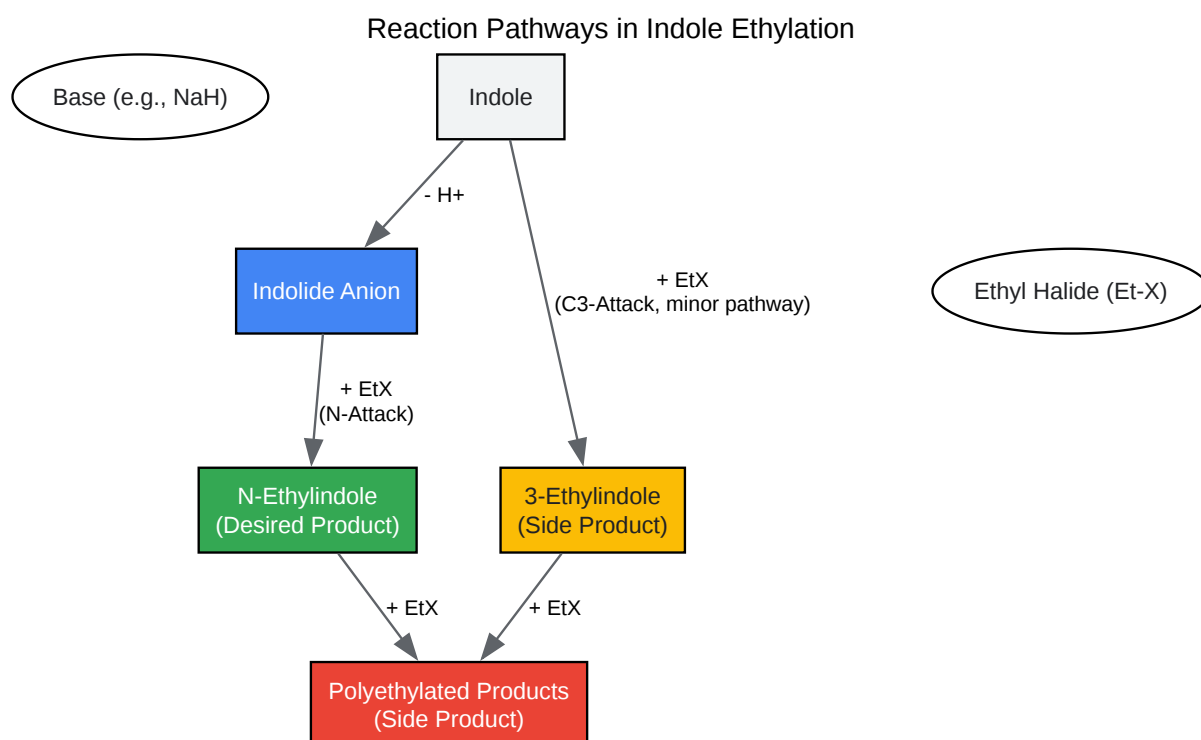 Reaction Pathways in Indole Ethylation
Base (e.g., NaH)
Indole
- H+
Indolide Anion
+ EtX
(C3-Attack, minor pathway)
Ethyl Halide (Et-X)
+ EtX
(N-Attack)
N-Ethylindole
(Desired Product)
3-Ethylindole
(Side Product)
+ EtX
+ EtX
Polyethylated Products
(Side Product)